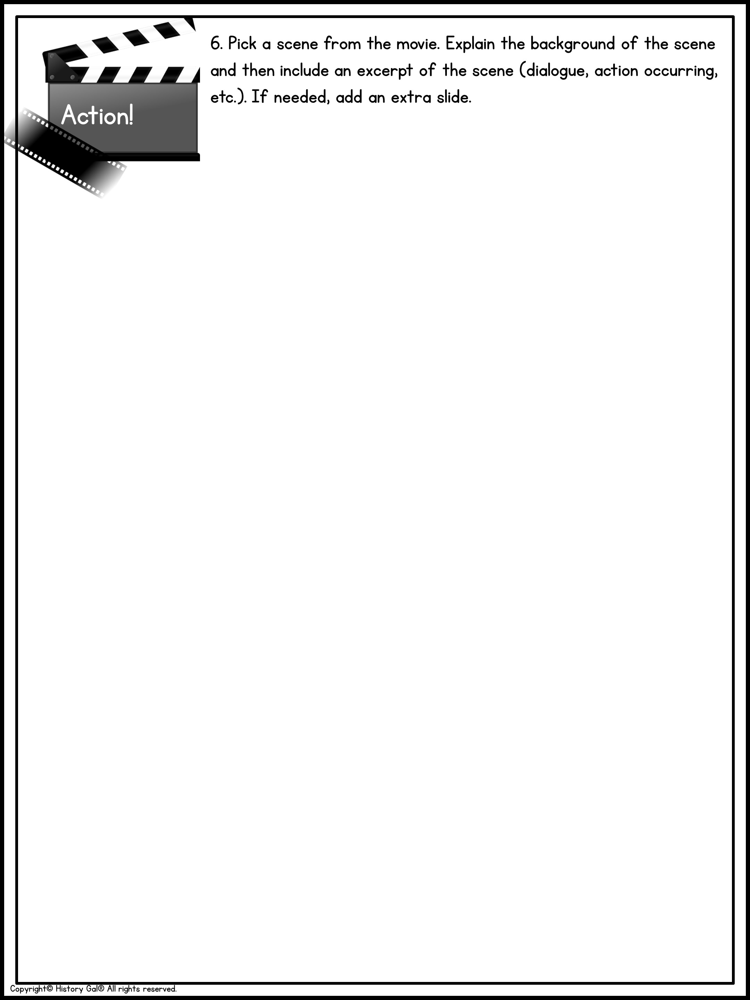 6. Pick a scene from the movie. Explain the background of the scene
and then include an excerpt of the scene (dialogue, action occurring,
etc.). If needed, add an extra slide.
Action!
Copyright© History Gal® All rights reserved.